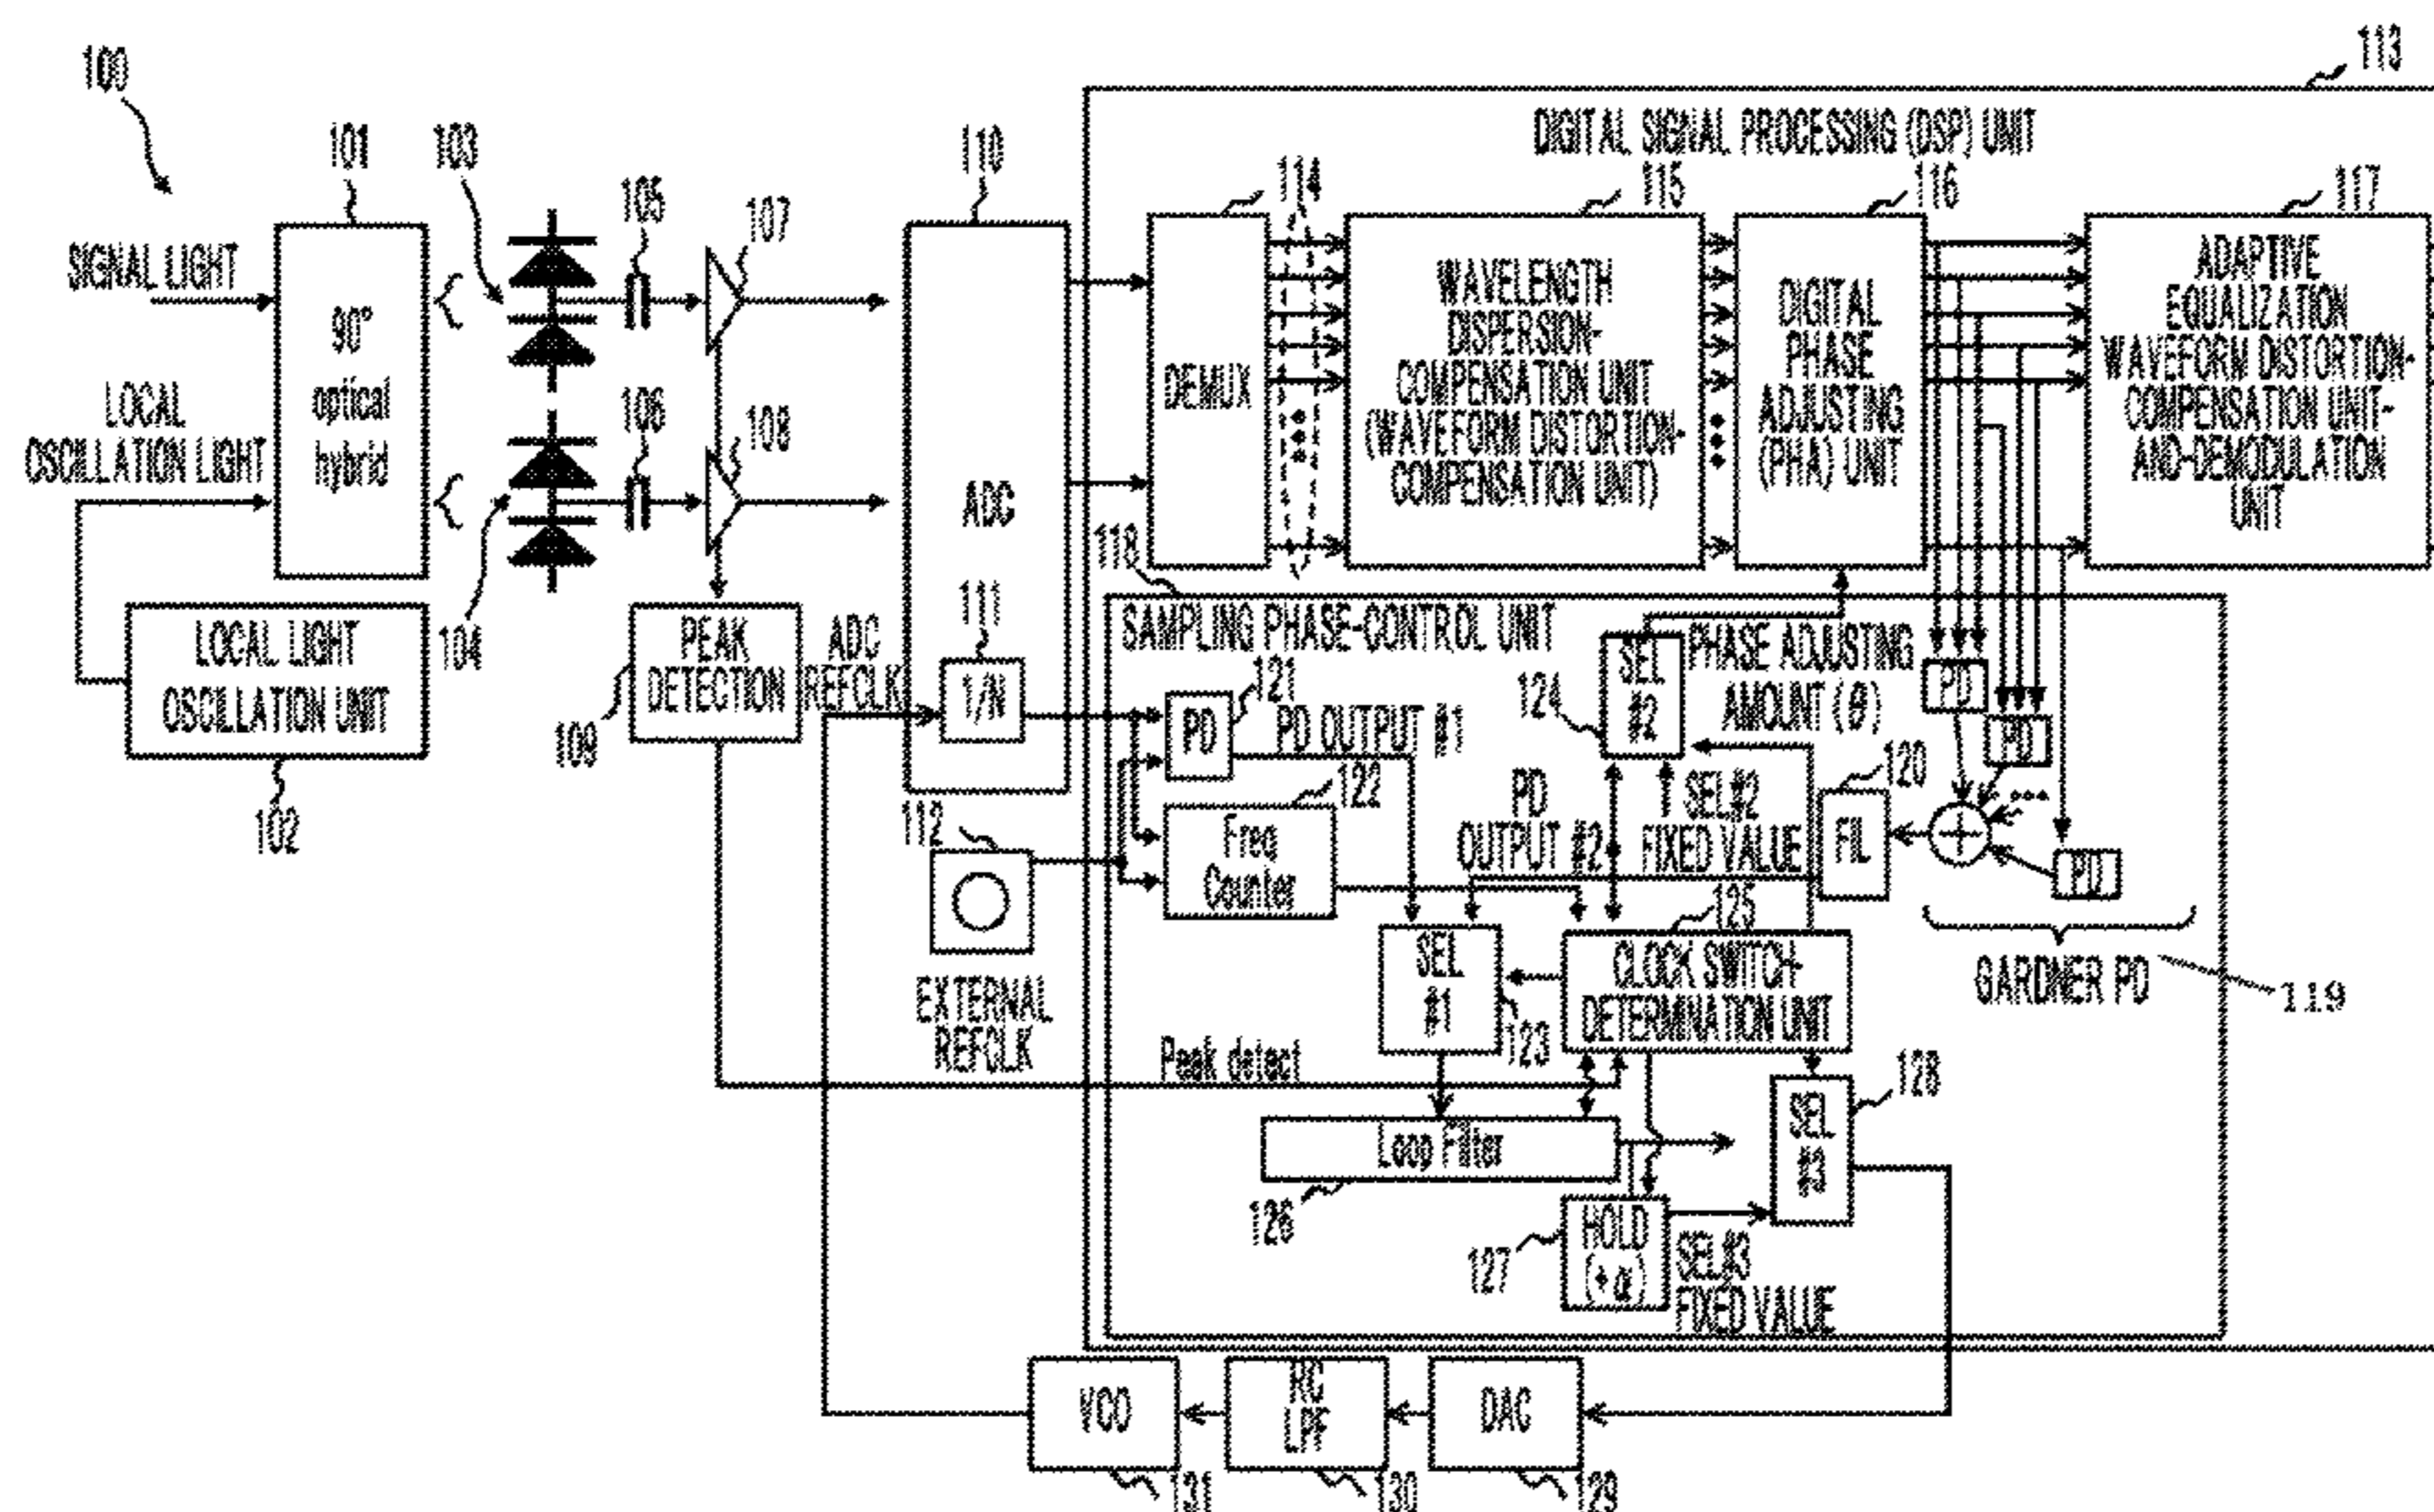 100
113
DIGITAL SIGNAL PROCESSING (DSP) UNIT
101
103
105
107
110
114
115
116
117
SIGNAL LIGHT
90°
optical
hybrid
LOCAL
OSCILLATION LIGHT
106
108
ADC
DEMUX
WAVELENGTH
DISPERSION-
COMPENSATION UNIT
(WAVEFORM DISTORTION-
COMPENSATION UNIT)
DIGITAL
PHASE
ADJUSTING
(PHA) UNIT
ADAPTIVE
EQUALIZATION
WAVEFORM DISTORTION-
COMPENSATION UNIT-
AND-DEMODULATION
UNIT
104
LOCAL LIGHT
OSCILLATION UNIT
102
PEAK
DETECTION
109
ADC
REFCLK
111
1/N
118
SAMPLING PHASE-CONTROL UNIT
121
PD
PD OUTPUT #1
124
SEL
#2
PHASE ADJUSTING
AMOUNT (θ)
PD
PD
PD
112
EXTERNAL
REFCLK
122
Freq
Counter
PD
OUTPUT #2
SEL#2
FIXED VALUE
120
FIL
GARDNER PD
119
SEL
#1
123
125
CLOCK SWITCH-
DETERMINATION UNIT
Peak detect
128
SEL
#3
Loop Filter
126
127
HOLD
(+α)
SEL#3
FIXED VALUE
VCO
131
RC
LPF
130
DAC
129